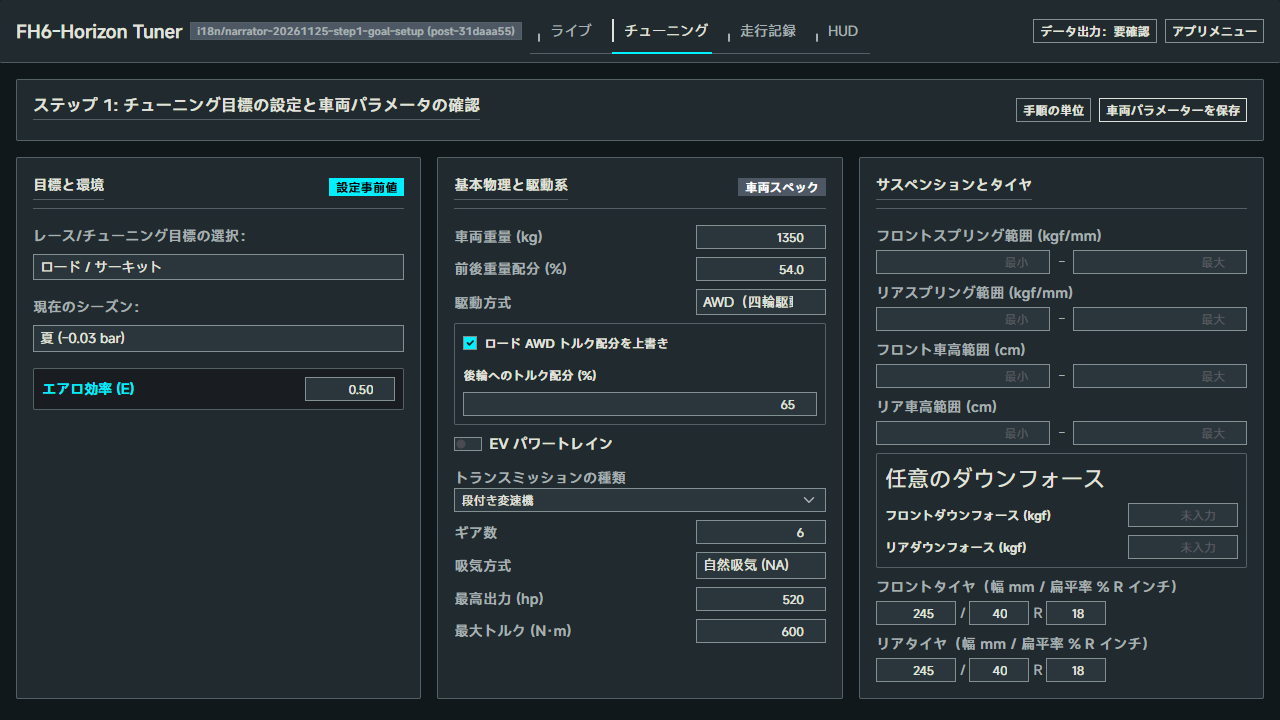 FH6-Horizon Tuner
i18n/narrator-20261125-step1-goal-setup (post-31daaa55)
ライブ
チューニング
走行記録
HUD
データ出力: 要確認
アプリメニュー
ステップ 1: チューニング目標の設定と車両パラメータの確認
手順の単位
車両パラメーターを保存
目標と環境
設定事前値
レース/チューニング目標の選択:
ロード / サーキット
現在のシーズン:
夏 (-0.03 bar)
エアロ効率 (E)
0.50
基本物理と駆動系
車両スペック
車両重量 (kg)
1350
前後重量配分 (%)
54.0
駆動方式
AWD（四輪駆
ロード AWD トルク配分を上書き
後輪へのトルク配分 (%)
65
EV パワートレイン
トランスミッションの種類
段付き変速機
ギア数
6
吸気方式
自然吸気 (NA)
最高出力 (hp)
520
最大トルク (N·m)
600
サスペンションとタイヤ
フロントスプリング範囲 (kgf/mm)
最小 - 最大
リアスプリング範囲 (kgf/mm)
最小 - 最大
フロント車高範囲 (cm)
最小 - 最大
リア車高範囲 (cm)
最小 - 最大
任意のダウンフォース
フロントダウンフォース (kgf)
未入力
リアダウンフォース (kgf)
未入力
フロントタイヤ（幅 mm / 扁平率 % R インチ）
245 / 40 R 18
リアタイヤ（幅 mm / 扁平率 % R インチ）
245 / 40 R 18